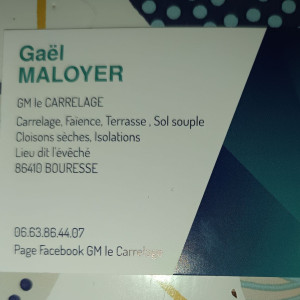 Gaël
MALOYER
GM le CARRELAGE
Carrelage, Faïence, Terrasse , Sol souple
Cloisons sèches, Isolations
Lieu dit l'évêché
86410 BOURESSE
06.63.86.44.07
Page Facebook GM le Carrelage